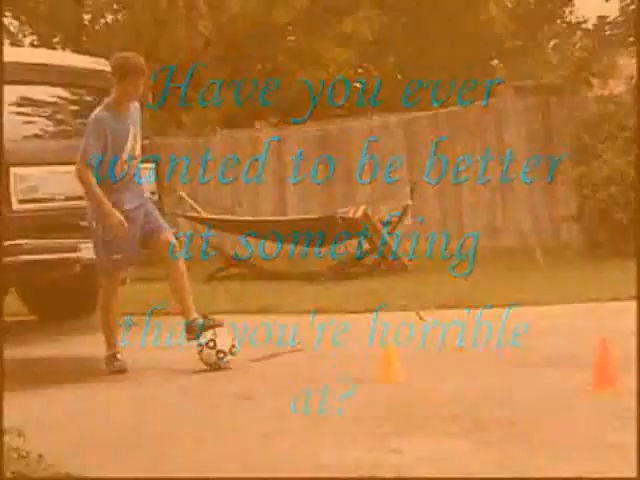 Have you ever
wanted to be better
at something
that you're horrible
at?